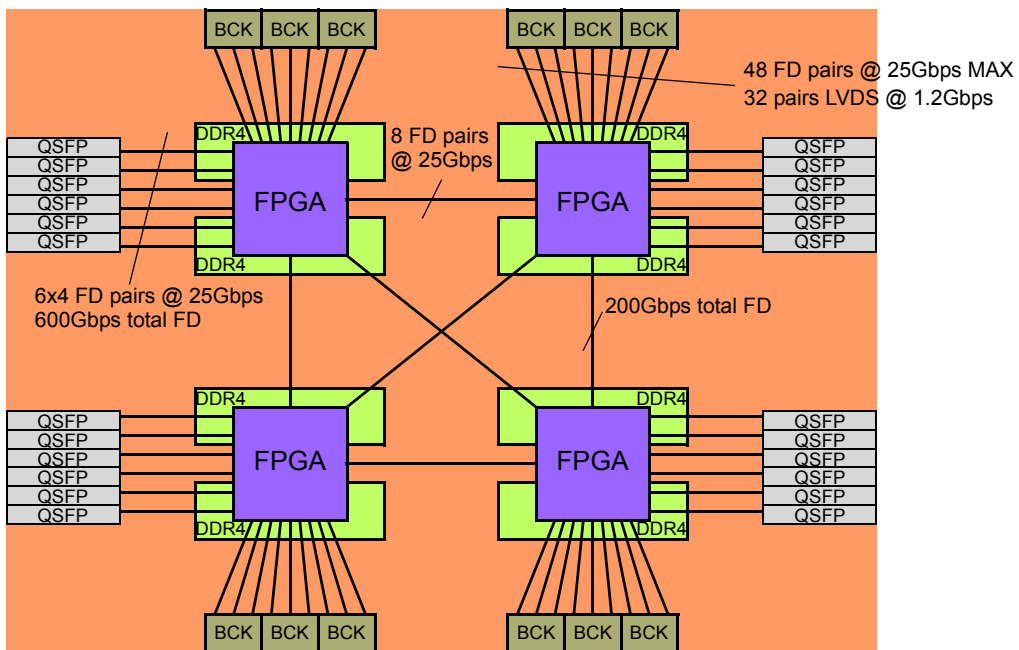 BCK BCK BCK BCK BCK BCK
48 FD pairs @ 25Gbps MAX
32 pairs LVDS @ 1.2Gbps
DDR4 8 FD pairs DDR4
@ 25Gbps
QSFP QSFP
QSFP QSFP
QSFP QSFP
QSFP QSFP
QSFP QSFP
QSFP QSFP
FPGA FPGA
DDR4 DDR4
6x4 FD pairs @ 25Gbps
600Gbps total FD
200Gbps total FD
DDR4 DDR4
QSFP QSFP
QSFP QSFP
QSFP QSFP
QSFP QSFP
QSFP QSFP
QSFP QSFP
FPGA FPGA
DDR4 DDR4
BCK BCK BCK BCK BCK BCK